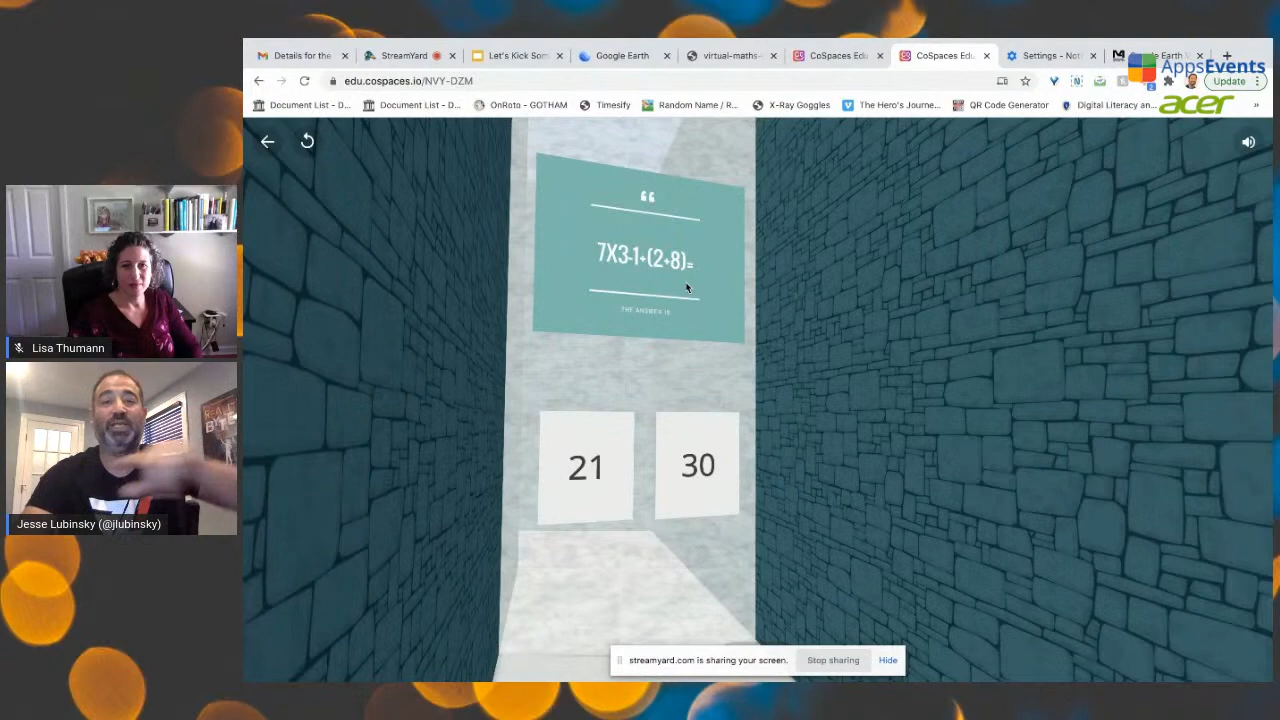 Details for the
StreamYard
Let's Kick Som
Google Earth
virtual-maths-
CoSpaces Edu
CoSpaces Edu
Settings - Not
AppsEvents
edu.cospaces.io/NVY-DZM
Update
Document List - D...
Document List - D...
OnRoto - GOTHAM
Timesify
Random Name / R...
X-Ray Goggles
The Hero's Journe...
QR Code Generator
Digital Literacy an...
acer
“
7X3-1+(2+8)=
THE ANSWER IS
21
30
Lisa Thumann
Jesse Lubinsky (@jlubinsky)
streamyard.com is sharing your screen.
Stop sharing
Hide